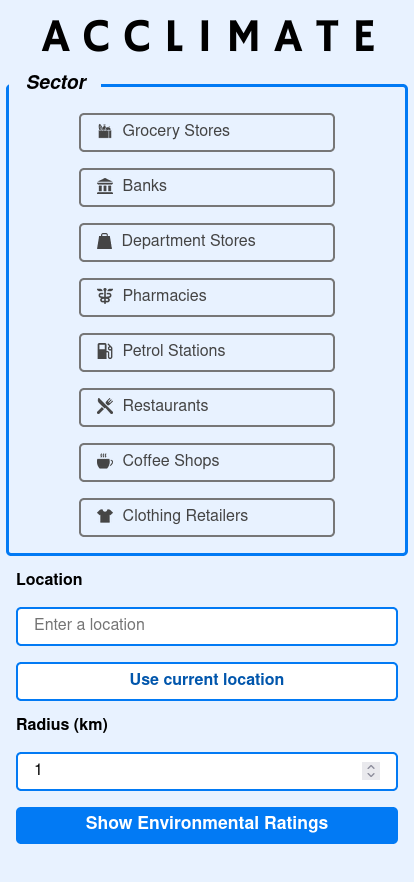 ACCLIMATE
Sector
Grocery Stores
Banks
Department Stores
Pharmacies
Petrol Stations
Restaurants
Coffee Shops
Clothing Retailers
Location
Enter a location
Use current location
Radius (km)
1
Show Environmental Ratings